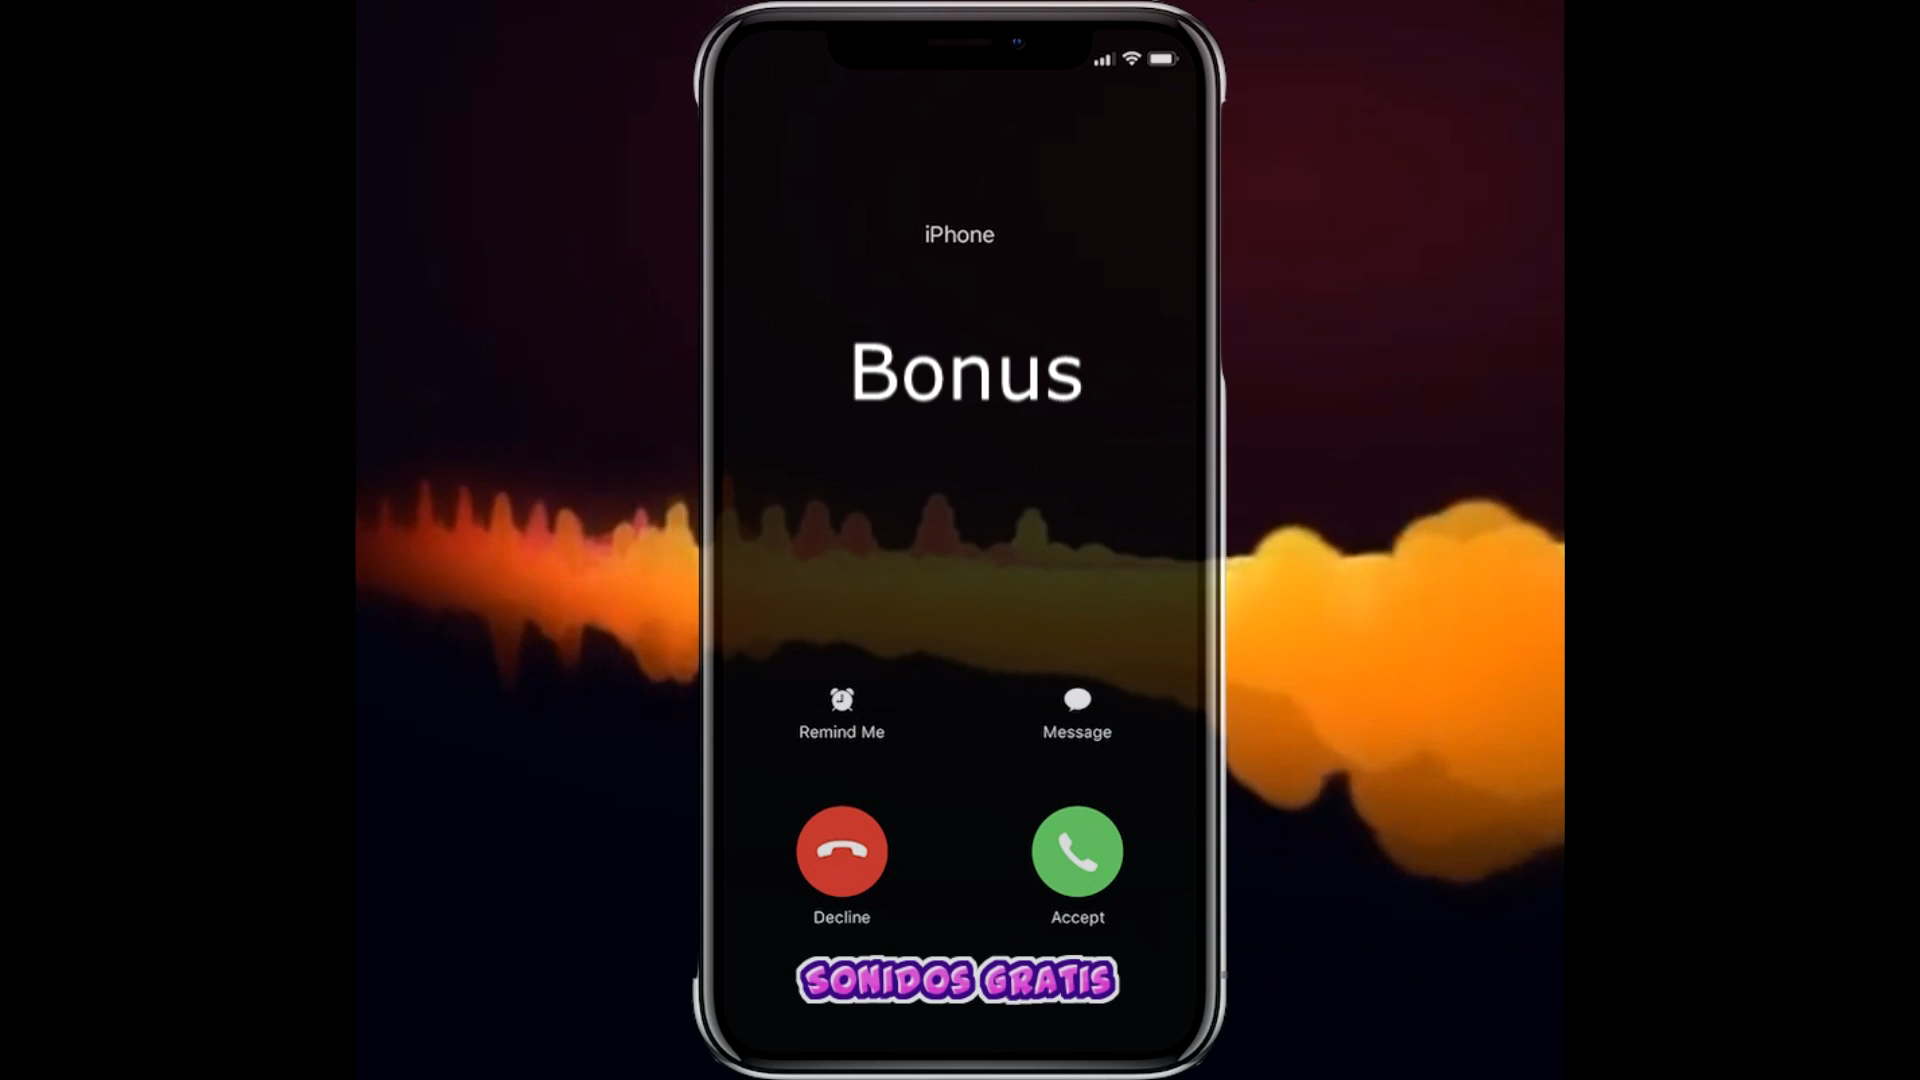 iPhone
Bonus
Remind Me
Message
Decline
Accept
SONIDOS GRATIS